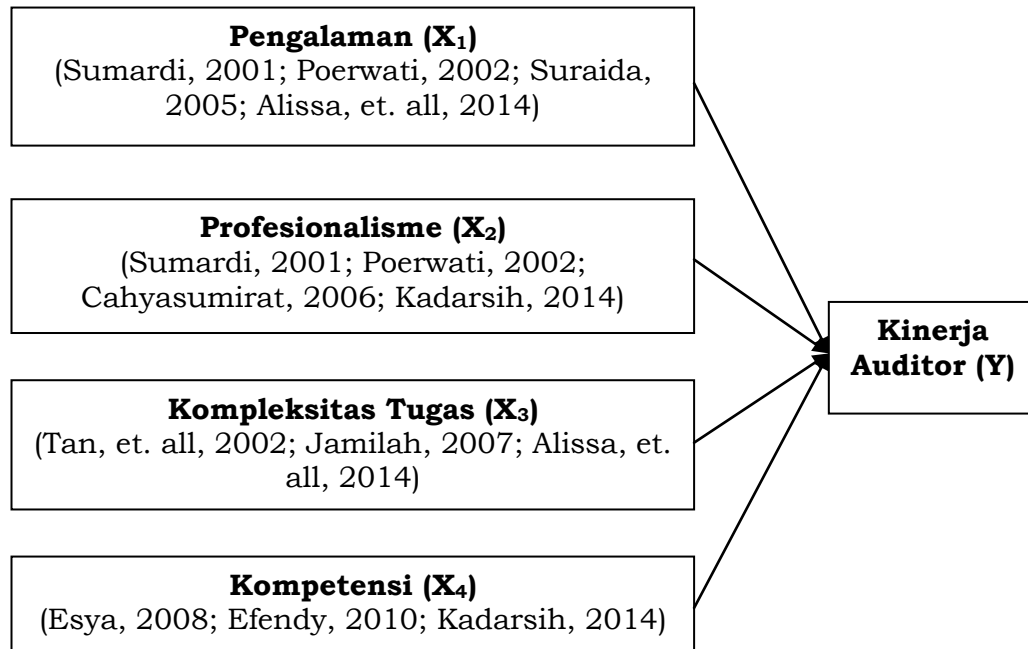 Pengalaman (X₁)
(Sumardi, 2001; Poerwati, 2002; Suraida,
2005; Alissa, et. all, 2014)
Profesionalisme (X₂)
(Sumardi, 2001; Poerwati, 2002;
Cahyasumirat, 2006; Kadarsih, 2014)
Kompleksitas Tugas (X₃)
(Tan, et. all, 2002; Jamilah, 2007; Alissa, et.
all, 2014)
Kompetensi (X₄)
(Esya, 2008; Efendy, 2010; Kadarsih, 2014)
Kinerja
Auditor (Y)